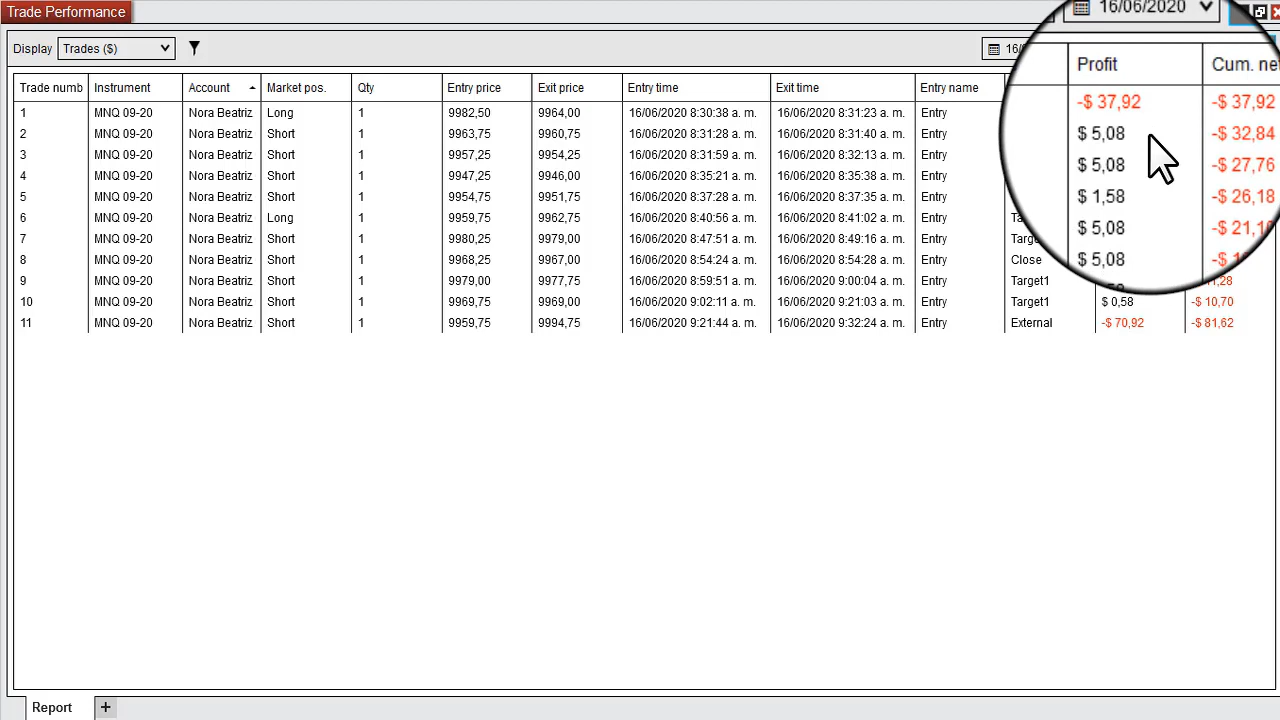 Trade Performance
Display Trades ($)
16/06/2020
Trade numb Instrument Account Market pos. Qty Entry price Exit price Entry time Exit time Entry name Profit
1 MNQ 09-20 Nora Beatriz Long 1 9982,50 9964,00 16/06/2020 8:30:38 a. m. 16/06/2020 8:31:23 a. m. Entry -$ 37,92 -$ 37,92
2 MNQ 09-20 Nora Beatriz Short 1 9963,75 9960,75 16/06/2020 8:31:28 a. m. 16/06/2020 8:31:40 a. m. Entry $ 5,08 -$ 32,84
3 MNQ 09-20 Nora Beatriz Short 1 9957,25 9954,25 16/06/2020 8:31:59 a. m. 16/06/2020 8:32:13 a. m. Entry $ 5,08 -$ 27,76
4 MNQ 09-20 Nora Beatriz Short 1 9947,25 9946,00 16/06/2020 8:35:21 a. m. 16/06/2020 8:35:38 a. m. Entry $ 1,58 -$ 26,18
5 MNQ 09-20 Nora Beatriz Short 1 9954,75 9951,75 16/06/2020 8:37:28 a. m. 16/06/2020 8:37:35 a. m. Entry $ 5,08
6 MNQ 09-20 Nora Beatriz Long 1 9959,75 9962,75 16/06/2020 8:40:56 a. m. 16/06/2020 8:41:02 a. m. Entry $ 5,08
7 MNQ 09-20 Nora Beatriz Short 1 9980,25 9979,00 16/06/2020 8:47:51 a. m. 16/06/2020 8:49:16 a. m. Entry
8 MNQ 09-20 Nora Beatriz Short 1 9968,25 9967,00 16/06/2020 8:54:24 a. m. 16/06/2020 8:54:28 a. m. Entry Close
9 MNQ 09-20 Nora Beatriz Short 1 9979,00 9977,75 16/06/2020 8:59:51 a. m. 16/06/2020 9:00:04 a. m. Entry Target1
10 MNQ 09-20 Nora Beatriz Short 1 9969,75 9969,00 16/06/2020 9:02:11 a. m. 16/06/2020 9:21:03 a. m. Entry Target1 $ 0,58 -$ 10,70
11 MNQ 09-20 Nora Beatriz Short 1 9959,75 9994,75 16/06/2020 9:21:44 a. m. 16/06/2020 9:32:24 a. m. Entry External -$ 70,92 -$ 81,62
Report +